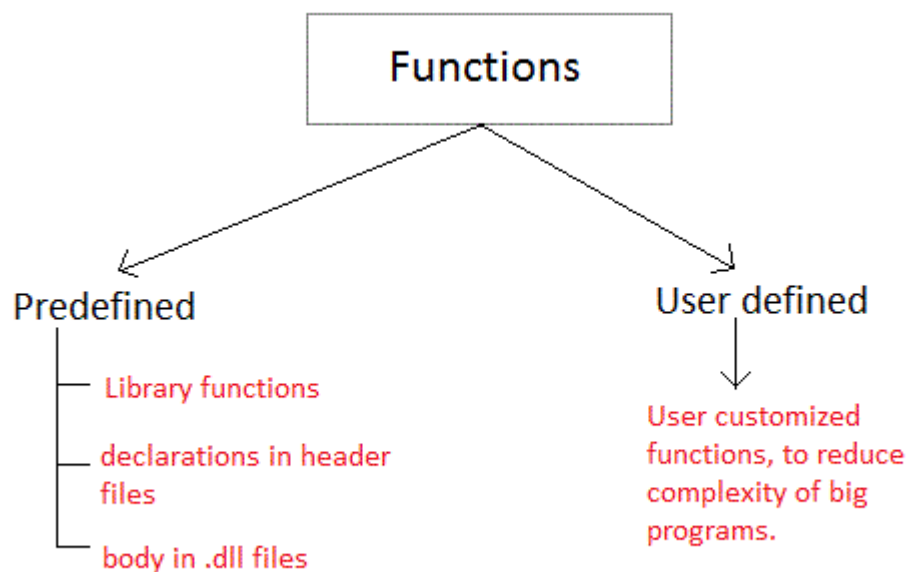 Functions
Predefined
Library functions
declarations in header
files
body in .dll files
User defined
User customized
functions, to reduce
complexity of big
programs.